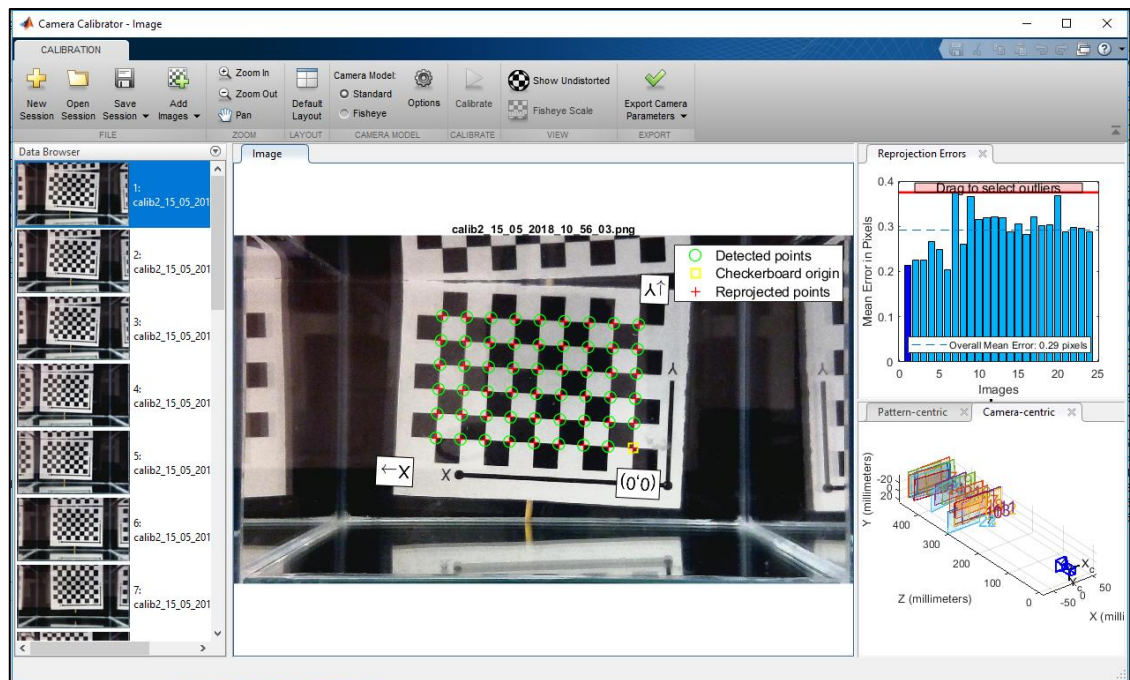 Camera Calibrator - Image
CALIBRATION
New Session
Open Session
Save Session
Add Images
FILE
Zoom In
Zoom Out
Pan
ZOOM
Default Layout
LAYOUT
Camera Model:
Standard
Fisheye
Options
CAMERA MODEL
Calibrate
CALIBRATE
Show Undistorted
Fisheye Scale
VIEW
Export Camera Parameters
EXPORT
Data Browser
1:
calib2_15_05_201
2:
calib2_15_05_201
3:
calib2_15_05_201
4:
calib2_15_05_201
5:
calib2_15_05_201
6:
calib2_15_05_201
7:
calib2_15_05_201
Image
calib2_15_05_2018_10_56_03.png
Detected points
Checkerboard origin
Reprojected points
Y→
Y
X
←X
(0,0)
Y
Reprojection Errors
Drag to select outliers
0.4
0.3
0.2
0.1
0
Mean Error in Pixels
Overall Mean Error: 0.29 pixels
0 5 10 15 20 25
Images
Pattern-centric
Camera-centric
Y (millimeters)
-20
0
20
400
300
200
100
0
Z (millimeters)
-50
0
50
X (milli
Xc
Yc